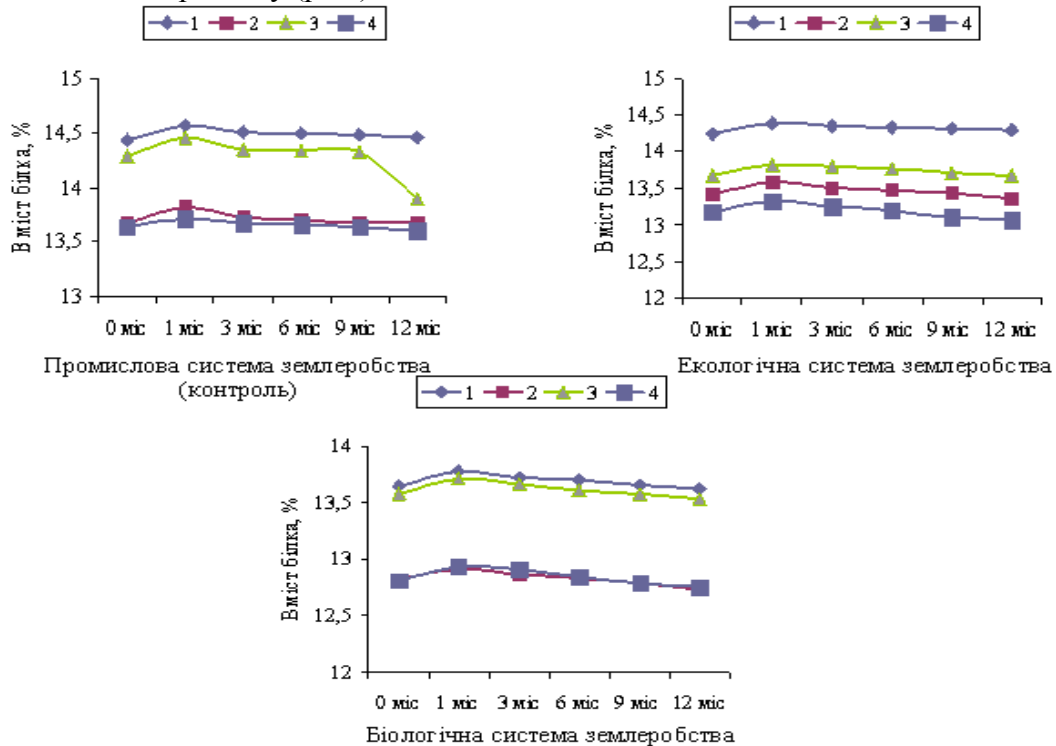 1 2 3 4
1 2 3 4
Вміст білка, %
15
14,5
14
13,5
13
0 міс 1 міс 3 міс 6 міс 9 міс 12 міс
Промислова система землеробства
(контроль)
Вміст білка, %
15
14,5
14
13,5
13
12,5
12
0 міс 1 міс 3 міс 6 міс 9 міс 12 міс
Екологічна система землеробства
1 2 3 4
Вміст білка, %
14
13,5
13
12,5
12
0 міс 1 міс 3 міс 6 міс 9 міс 12 міс
Біологічна система землеробства